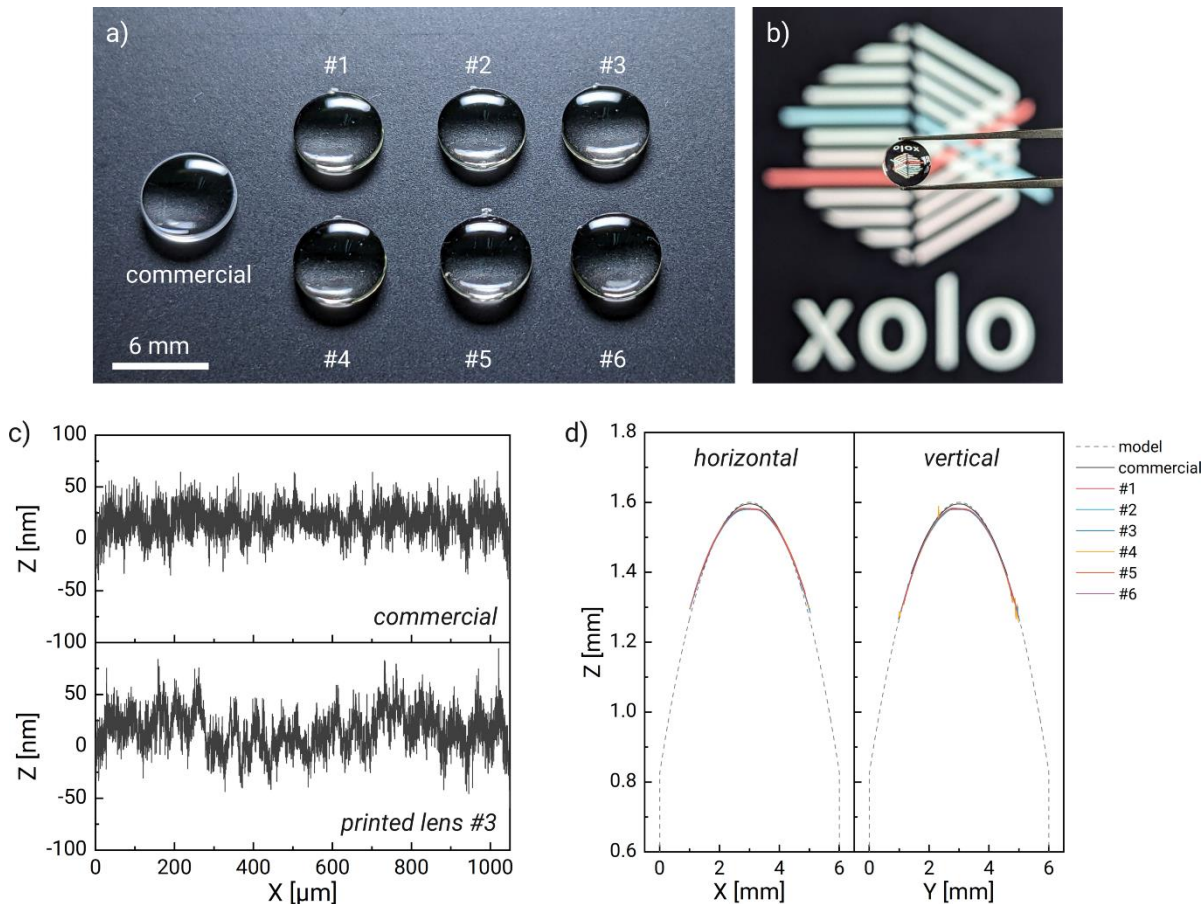 a)
#1 #2 #3
commercial
#4 #5 #6
6 mm
b)
xolo
xolo
c)
100
50
0
-50
-100
Z [nm]
commercial
50
0
-50
-100
Z [nm]
printed lens #3
0 200 400 600 800 1000
X [µm]
d)
1.8
1.6
1.4
1.2
1.0
0.8
0.6
Z [mm]
horizontal
vertical
0 2 4 6
X [mm]
0 2 4 6
Y [mm]
model
commercial
#1
#2
#3
#4
#5
#6